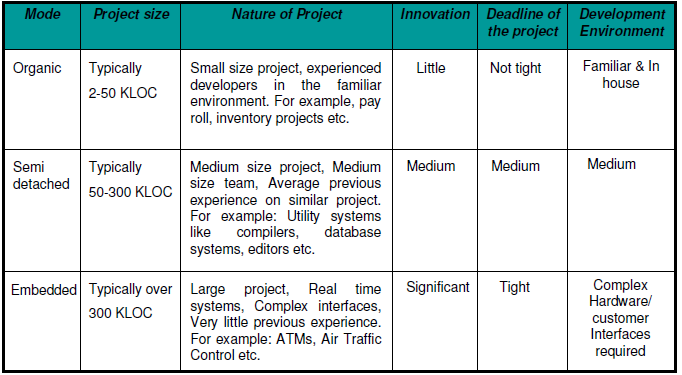 Mode Project size Nature of Project Innovation Deadline of the project Development Environment
Organic
Typically
2-50 KLOC
Small size project, experienced
developers in the familiar
environment. For example, pay
roll, inventory projects etc.
Little
Not tight
Familiar & In
house
Semi
detached
Typically
50-300 KLOC
Medium size project, Medium
size team, Average previous
experience on similar project.
For example: Utility systems
like compilers, database
systems, editors etc.
Medium
Medium
Medium
Embedded
Typically over
300 KLOC
Large project, Real time
systems, Complex interfaces,
Very little previous experience.
For example: ATMs, Air Traffic
Control etc.
Significant
Tight
Complex
Hardware/
customer
Interfaces
required